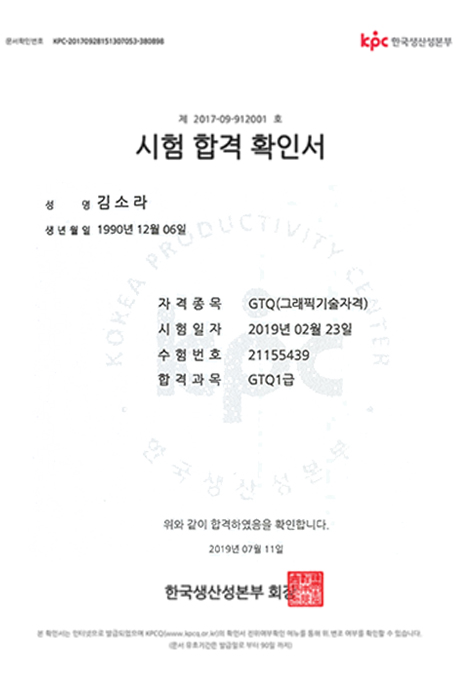 문서확인번호 KPC-20170928151307053-380898
kpc 한국생산성본부
제 2017-09-912001 호
시험 합격 확인서
성 명 김소라
생년월일 1990년 12월 06일
KOREA PRODUCTIVITY CENTER
kpc
한국생산성본부
자격종목 GTQ(그래픽기술자격)
시험일자 2019년 02월 23일
수험번호 21155439
합격과목 GTQ1급
위와 같이 합격하였음을 확인합니다.
2019년 07월 11일
한국생산성본부 회장
본 확인서는 인터넷으로 발급되었으며 KPCQ(www.kpcq.or.kr)의 확인서 진위여부확인 메뉴를 통해 위.변조 여부를 확인할 수 있습니다.
(문서 유효기간은 발급일로 부터 90일 까지)